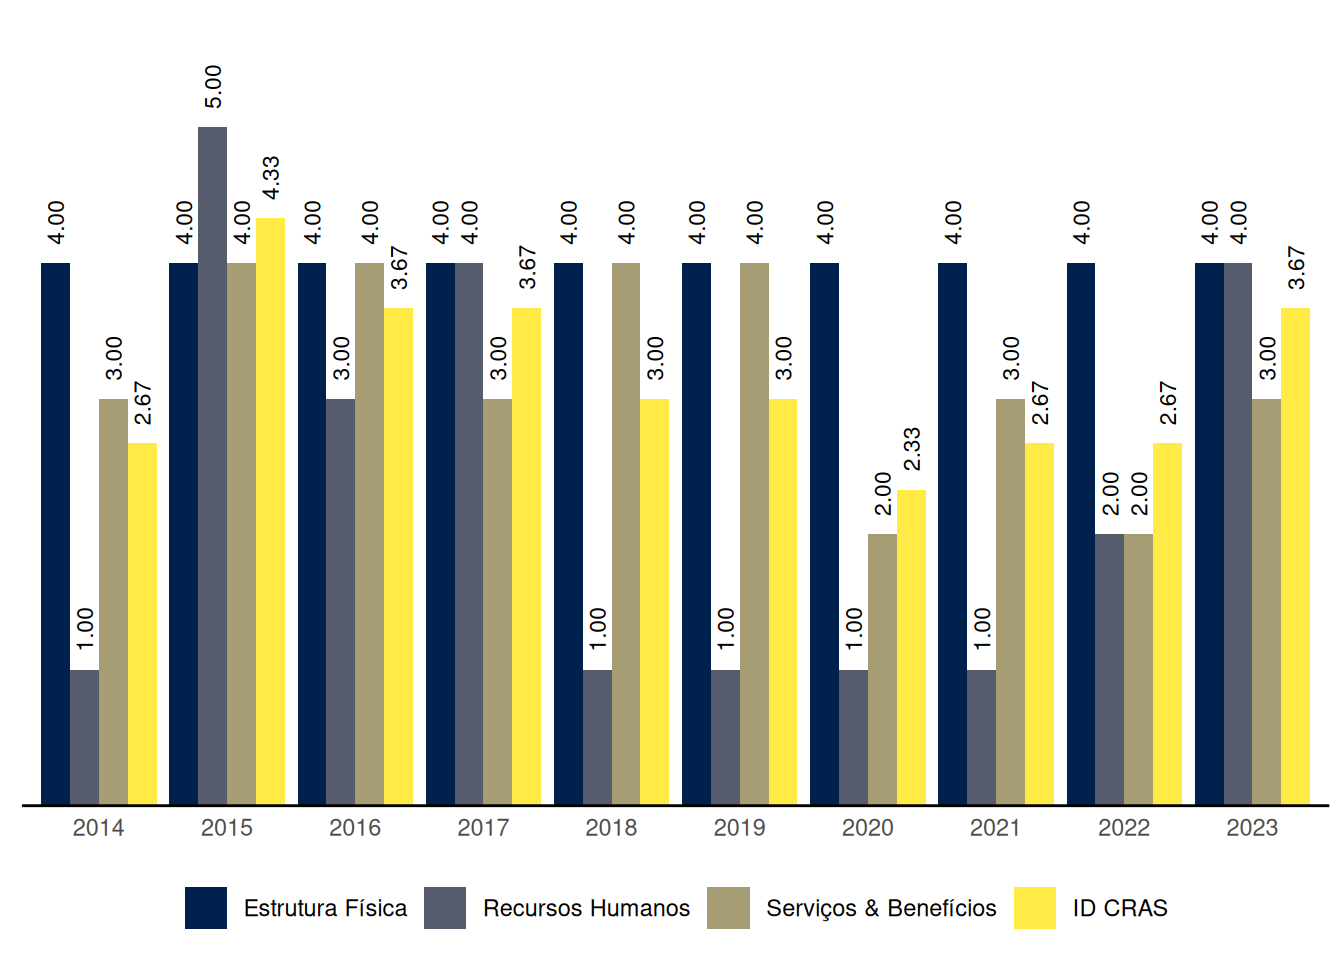 4.00 1.00 3.00 2.67
4.00 5.00 4.00 4.33
4.00 3.00 4.00 3.67
4.00 4.00 3.00 3.67
4.00 1.00 4.00 3.00
4.00 1.00 4.00 3.00
4.00 1.00 2.00 2.33
4.00 1.00 3.00 2.67
4.00 2.00 2.00 2.67
4.00 4.00 3.00 3.67
2014 2015 2016 2017 2018 2019 2020 2021 2022 2023
Estrutura Física Recursos Humanos Serviços & Benefícios ID CRAS